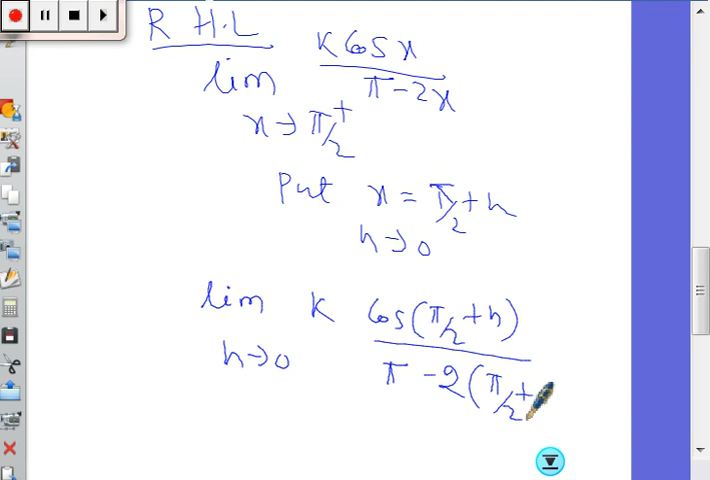 R H.L
lim K Cos x / π - 2x
x → π/2⁺
Put x = π/2 + h
h → 0
lim K Cos(π/2 + h)
h → 0 π - 2(π/2 +